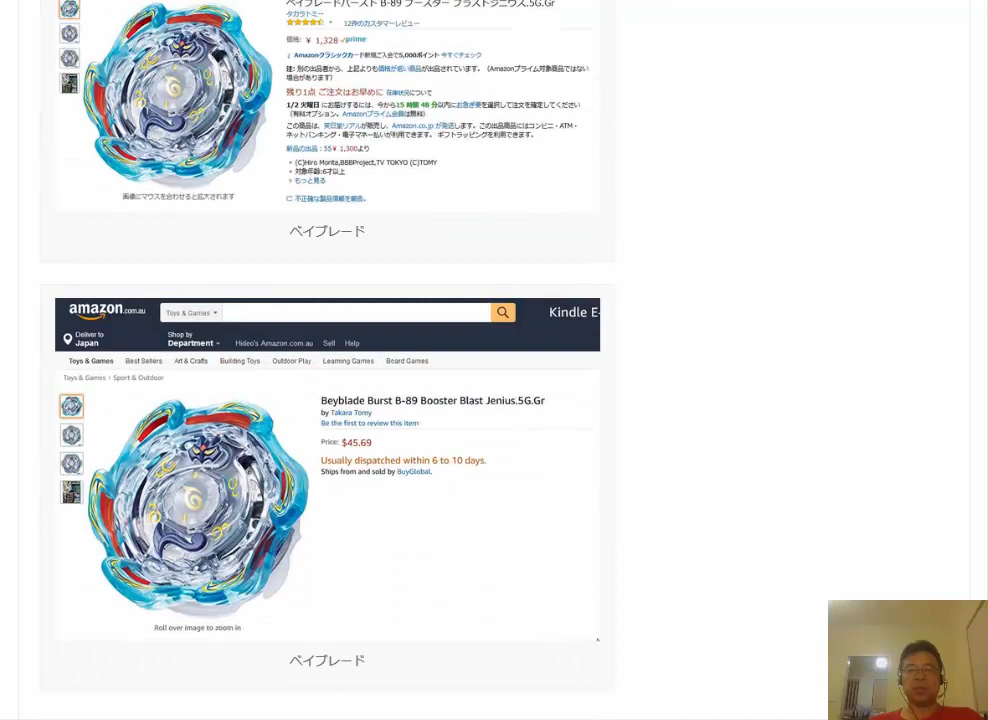 ベイブレードバースト B-89 ブースター ブラストジニウス.5G.Gr
タカラトミー
12件のカスタマーレビュー
価格: ￥ 1,328 prime
Amazonクラシックカード新規ご入会で5,000ポイント 今すぐチェック
注: 別の出品者から、上記よりも価格が低い商品が出品されています。 (Amazonプライム対象商品ではない
場合があります)
残り1点 ご注文はお早めに 在庫状況について
1/2 火曜日 にお届けするには、今から15 時間 48 分以内にお急ぎ便を選択して注文を確定してください
(有料オプション。Amazonプライム会員は無料)
この商品は、笑日堂リアルが販売し、Amazon.co.jp が発送します。この出品商品にはコンビニ・ATM・
ネットバンキング・電子マネー払いが利用できます。 ギフトラッピングを利用できます。
新品の出品：55￥ 1,300より
(C)Hiro Morita,BBBProject,TV TOKYO (C)TOMY
対象年齢:6才以上
もっと見る
不正確な製品情報を報告。
画像にマウスを合わせると拡大されます
ベイブレード
amazon.com.au
Toys & Games
Kindle E-
Deliver to
Japan
Shop by
Department
Hideo's Amazon.com.au Sell Help
Toys & Games Best Sellers Art & Crafts Building Toys Outdoor Play Learning Games Board Games
Toys & Games › Sport & Outdoor
Beyblade Burst B-89 Booster Blast Jenius.5G.Gr
by Takara Tomy
Be the first to review this item
Price: $45.69
Usually dispatched within 6 to 10 days.
Ships from and sold by BuyGlobal.
Roll over image to zoom in
ベイブレード